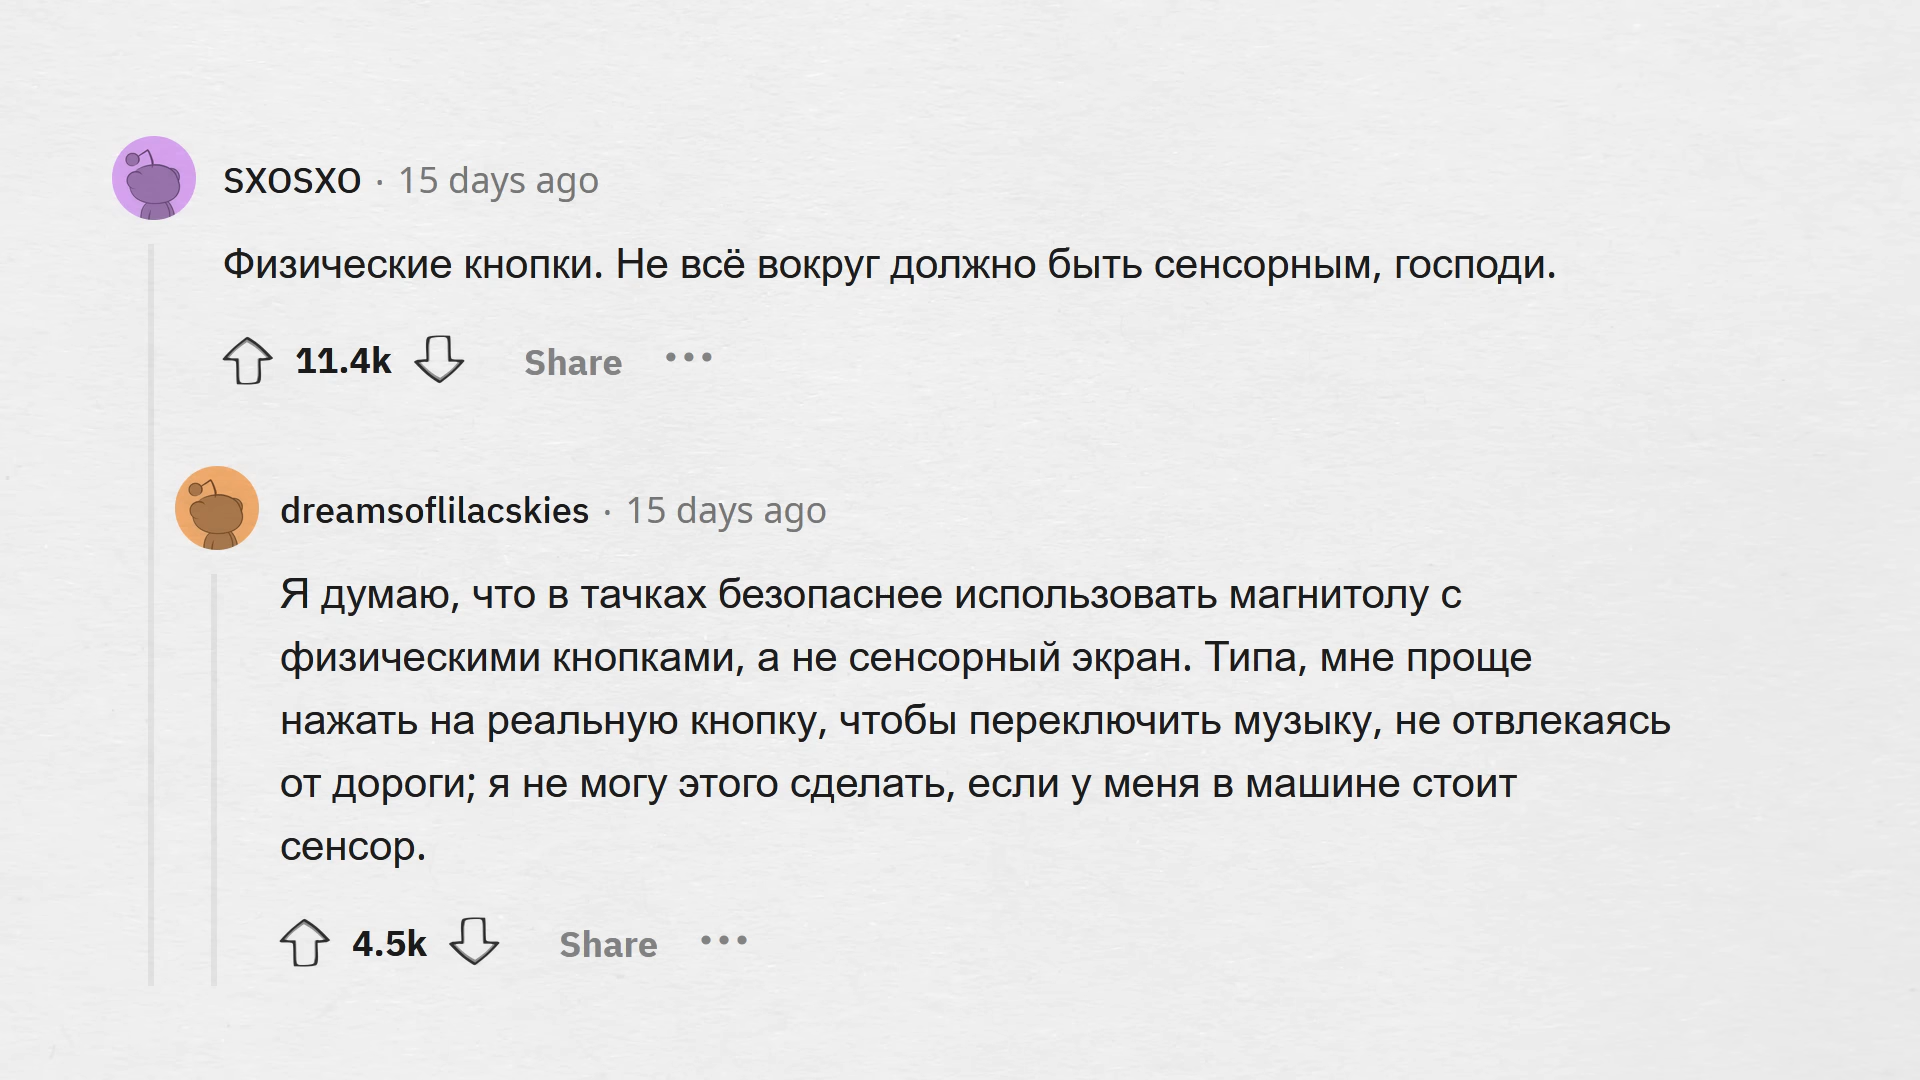 sxosxo · 15 days ago
Физические кнопки. Не всё вокруг должно быть сенсорным, господи.
11.4k Share •••
dreamsoflilacskies · 15 days ago
Я думаю, что в тачках безопаснее использовать магнитолу с
физическими кнопками, а не сенсорный экран. Типа, мне проще
нажать на реальную кнопку, чтобы переключить музыку, не отвлекаясь
от дороги; я не могу этого сделать, если у меня в машине стоит
сенсор.
4.5k Share •••